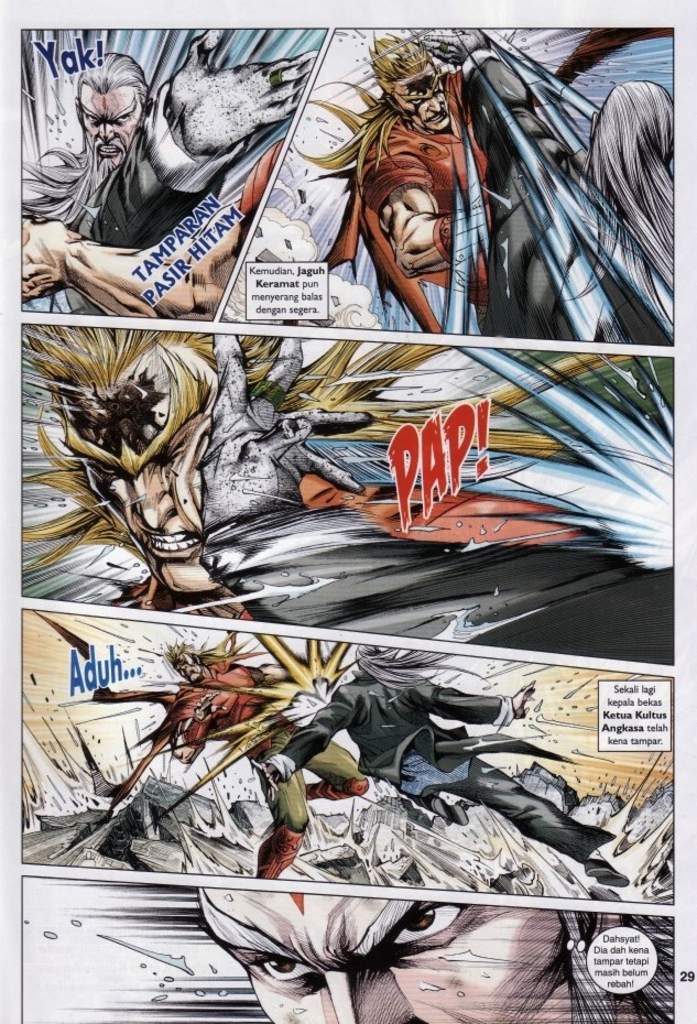 Yak!
TAMPARAN
PASIR HITAM
Kemudian, Jaguh
Keramat pun
menyerang balas
dengan segera.
PAP!
Aduh...
Sekali lagi
kepala bekas
Ketua Kultus
Angkasa telah
kena tampar.
Dahsyat!
Dia dah kena
tampar tetapi
masih belum
rebah!
29